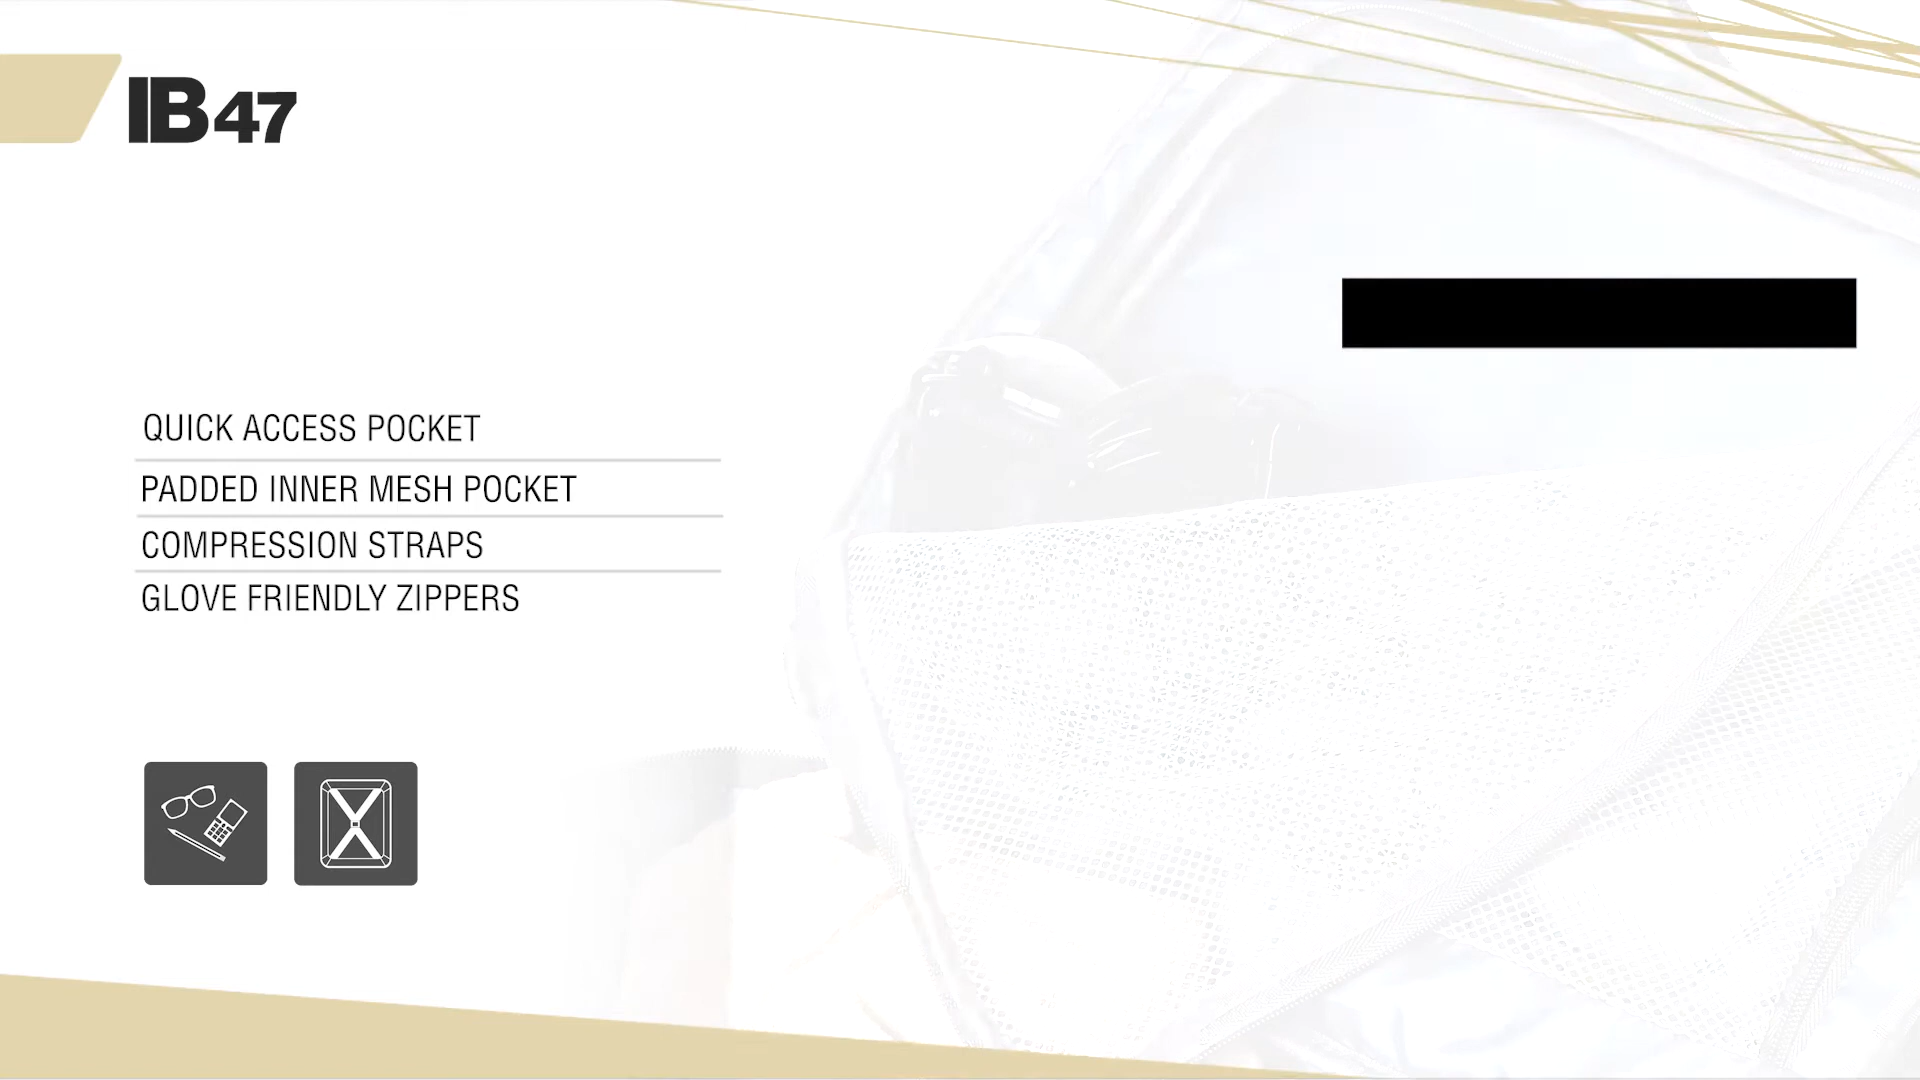 IB47
QUICK ACCESS POCKET
PADDED INNER MESH POCKET
COMPRESSION STRAPS
GLOVE FRIENDLY ZIPPERS